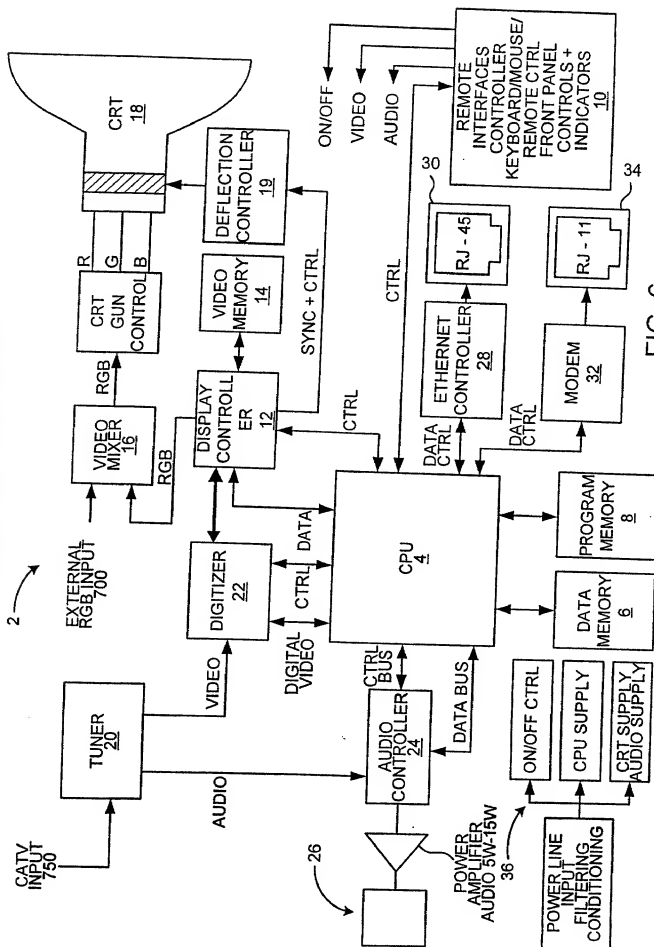 2
CATV
INPUT
750
TUNER
20
AUDIO
VIDEO
EXTERNAL
RGB INPUT
700
VIDEO
MIXER
16
RGB
RGB
CRT
GUN
CONTROL
R
G
B
CRT
18
DIGITIZER
22
DISPLAY
CONTROLL
ER
12
VIDEO MEMORY
14
DEFLECTION
CONTROLLER
19
SYNC + CTRL
DIGITAL
VIDEO
CTRL
DATA
CTRL
CTRL
ON/OFF
VIDEO
AUDIO
REMOTE
INTERFACES
CONTROLLER
KEYBOARD/MOUSE/
REMOTE CTRL
FRONT PANEL
CONTROLS +
INDICATORS
10
26
POWER
AMPLIFIER
AUDIO 5W-15W
AUDIO
CONTROLLER
24
CTRL
BUS
DATA BUS
CPU
4
DATA
CTRL
ETHERNET
CONTROLLER
28
30
RJ-45
DATA
CTRL
MODEM
32
34
RJ - 11
POWER LINE
INPUT
FILTERING
CONDITIONING
36
ON/OFF CTRL
CPU SUPPLY
CRT SUPPLY
AUDIO SUPPLY
DATA
MEMORY
6
PROGRAM
MEMORY
8